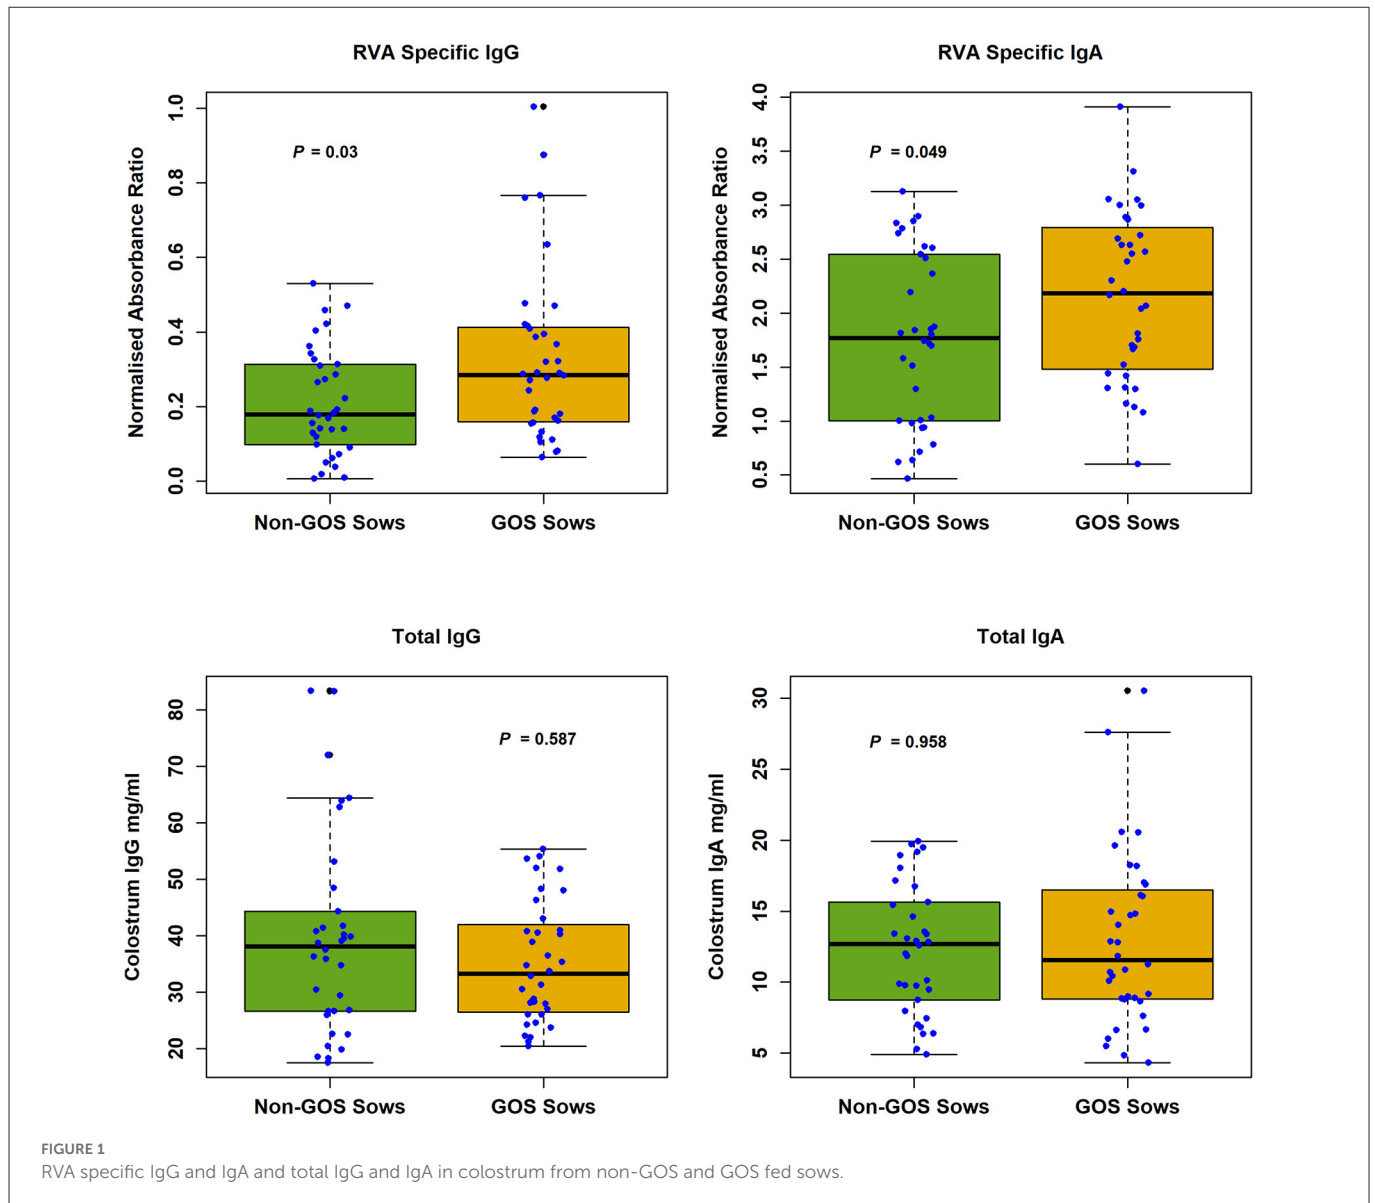 RVA Specific IgG
Normalised Absorbance Ratio
1.0
0.8
0.6
0.4
0.2
0.0
P = 0.03
Non-GOS Sows
GOS Sows
RVA Specific IgA
Normalised Absorbance Ratio
4.0
3.5
3.0
2.5
2.0
1.5
1.0
0.5
P = 0.049
Non-GOS Sows
GOS Sows
Total IgG
Colostrum IgG mg/ml
80
70
60
50
40
30
20
P = 0.587
Non-GOS Sows
GOS Sows
Total IgA
Colostrum IgA mg/ml
30
25
20
15
10
5
P = 0.958
Non-GOS Sows
GOS Sows
FIGURE 1
RVA specific IgG and IgA and total IgG and IgA in colostrum from non-GOS and GOS fed sows.